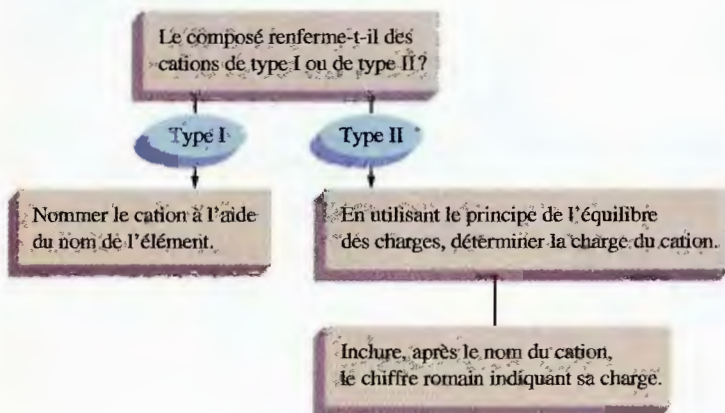 Le composé renferme-t-il des
cations de type I ou de type II?
Type I
Type II
Nommer le cation à l'aide
du nom de l'élément.
En utilisant le principe de l'équilibre
des charges, déterminer la charge du cation.
Inclure, après le nom du cation,
le chiffre romain indiquant sa charge.